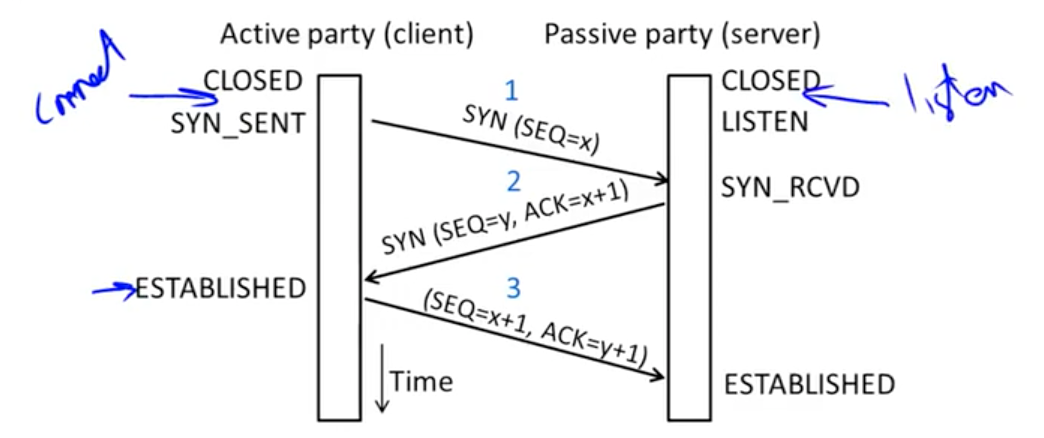 Active party (client)
Passive party (server)
connect
CLOSED
SYN_SENT
1
SYN (SEQ=x)
CLOSED
LISTEN
listen
2
SYN (SEQ=y, ACK=x+1)
SYN_RCVD
ESTABLISHED
3
(SEQ=x+1, ACK=y+1)
Time
ESTABLISHED